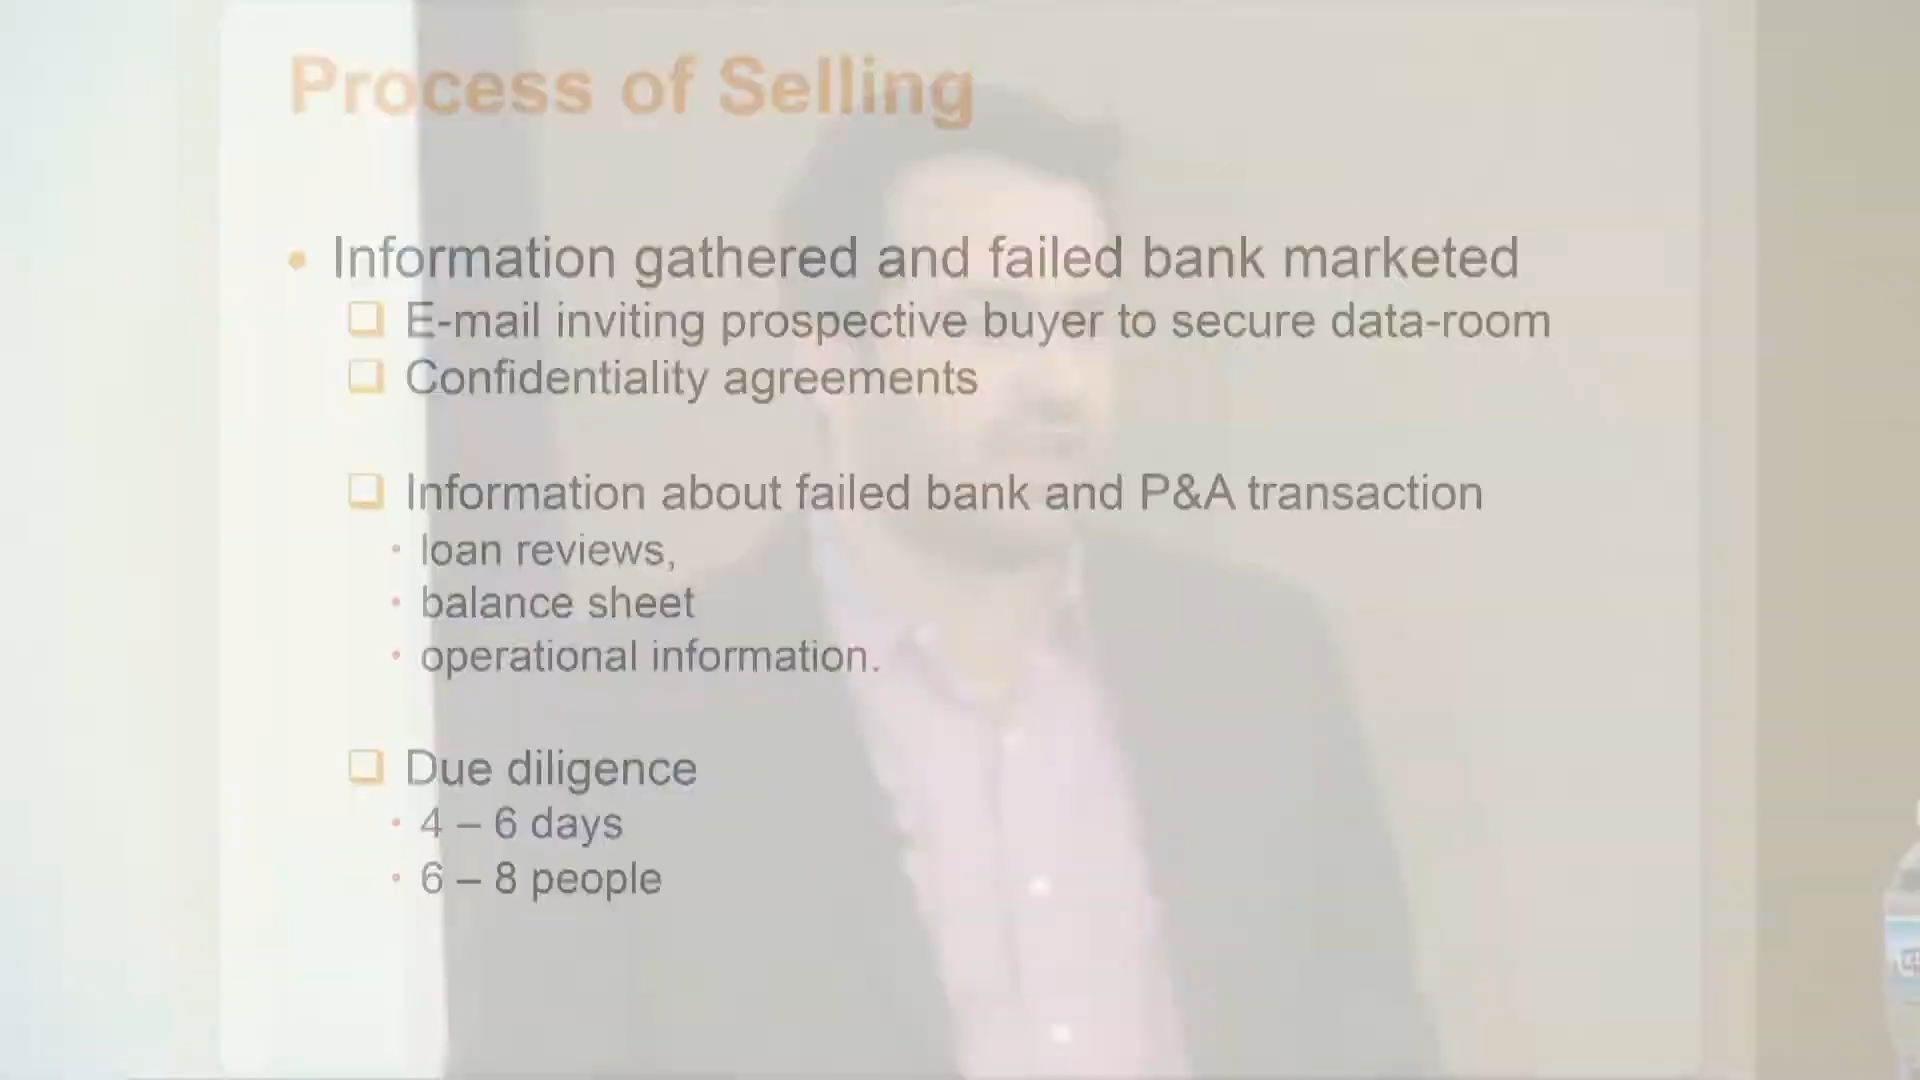 Process of Selling
• Information gathered and failed bank marketed
❑ E-mail inviting prospective buyer to secure data-room
❑ Confidentiality agreements
❑ Information about failed bank and P&A transaction
• loan reviews,
• balance sheet
• operational information.
❑ Due diligence
• 4 – 6 days
• 6 – 8 people